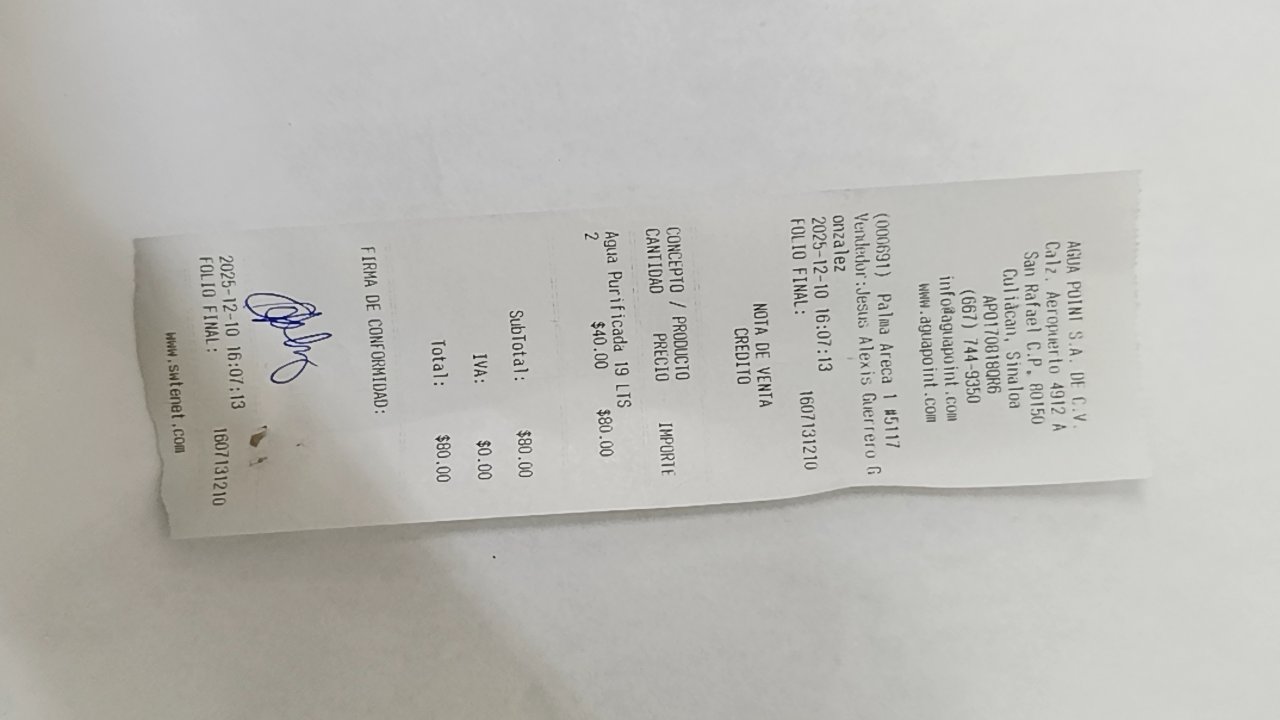 AGUA POINT S.A. DE C.V.
Calz. Aeropuerto 4912 A
San Rafael C.P. 80150
Culiacan, Sinaloa
APO170818QR6
(667) 744-9350
info@aguapoint.com
www.aguapoint.com
(000691) Palma Areca 1 #5117
Vendedor:Jesus Alexis Guerrero G
onzalez
2025-12-10 16:07:13
FOLIO FINAL: 1607131210
NOTA DE VENTA
CREDITO
CONCEPTO / PRODUCTO
CANTIDAD PRECIO IMPORTE
Agua Purificada 19 LTS
2 $40.00 $80.00
SubTotal: $80.00
IVA: $0.00
Total: $80.00
FIRMA DE CONFORMIDAD:
2025-12-10 16:07:13
FOLIO FINAL: 1607131210
www.swtenet.com